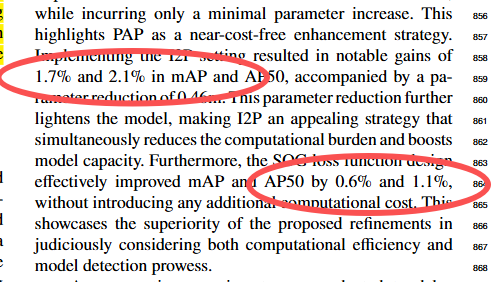 while incurring only a minimal parameter increase. This 856
highlights PAP as a near-cost-free enhancement strategy. 857
Implementing the I2P setting resulted in notable gains of 858
1.7% and 2.1% in mAP and AP50, accompanied by a pa- 859
rameter reduction of 0.46m. This parameter reduction further 860
lightens the model, making I2P an appealing strategy that 861
simultaneously reduces the computational burden and boosts 862
model capacity. Furthermore, the SOG loss function design 863
effectively improved mAP and AP50 by 0.6% and 1.1%, 864
without introducing any additional computational cost. This 865
showcases the superiority of the proposed refinements in 866
judiciously considering both computational efficiency and 867
model detection prowess. 868